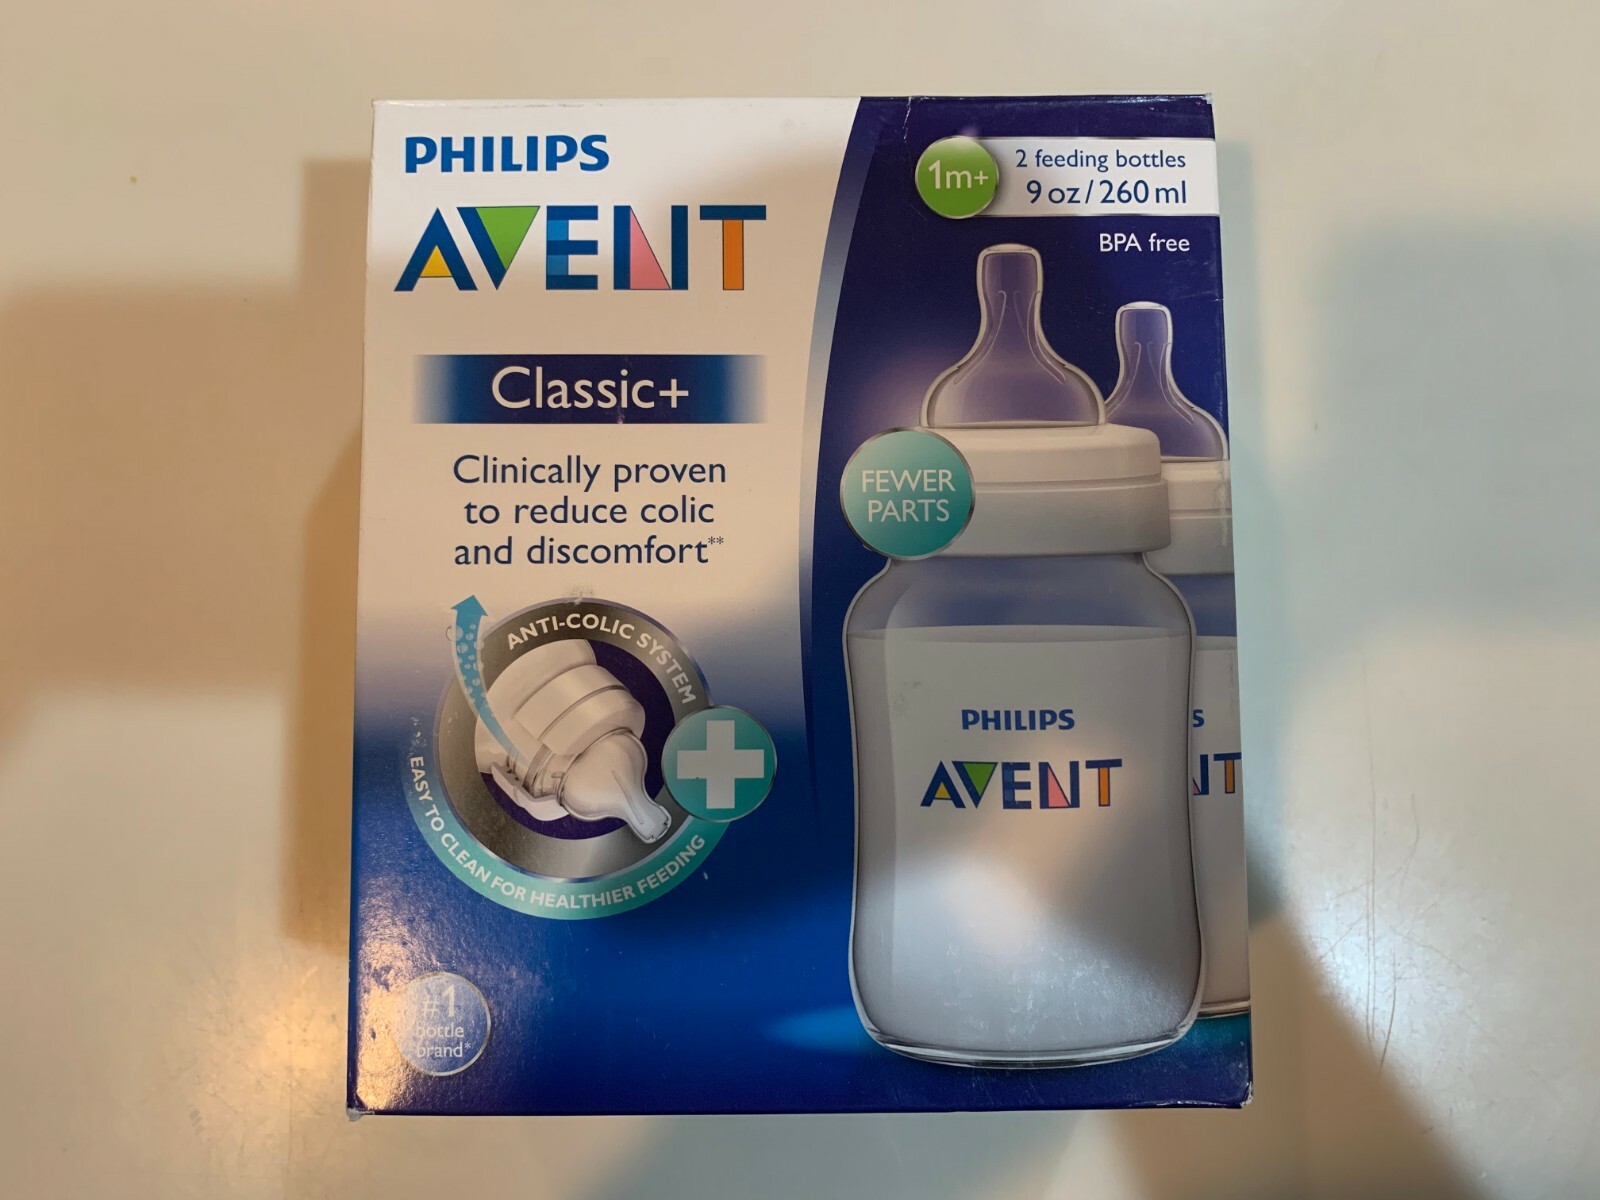 PHILIPS
AVENT
Classic+
Clinically proven
to reduce colic
and discomfort**
ANTI-COLIC SYSTEM
EASY TO CLEAN FOR HEALTHIER FEEDING
#1
bottle
brand*
1m+
2 feeding bottles
9 oz / 260 ml
BPA free
FEWER
PARTS
PHILIPS
AVENT
S
NT